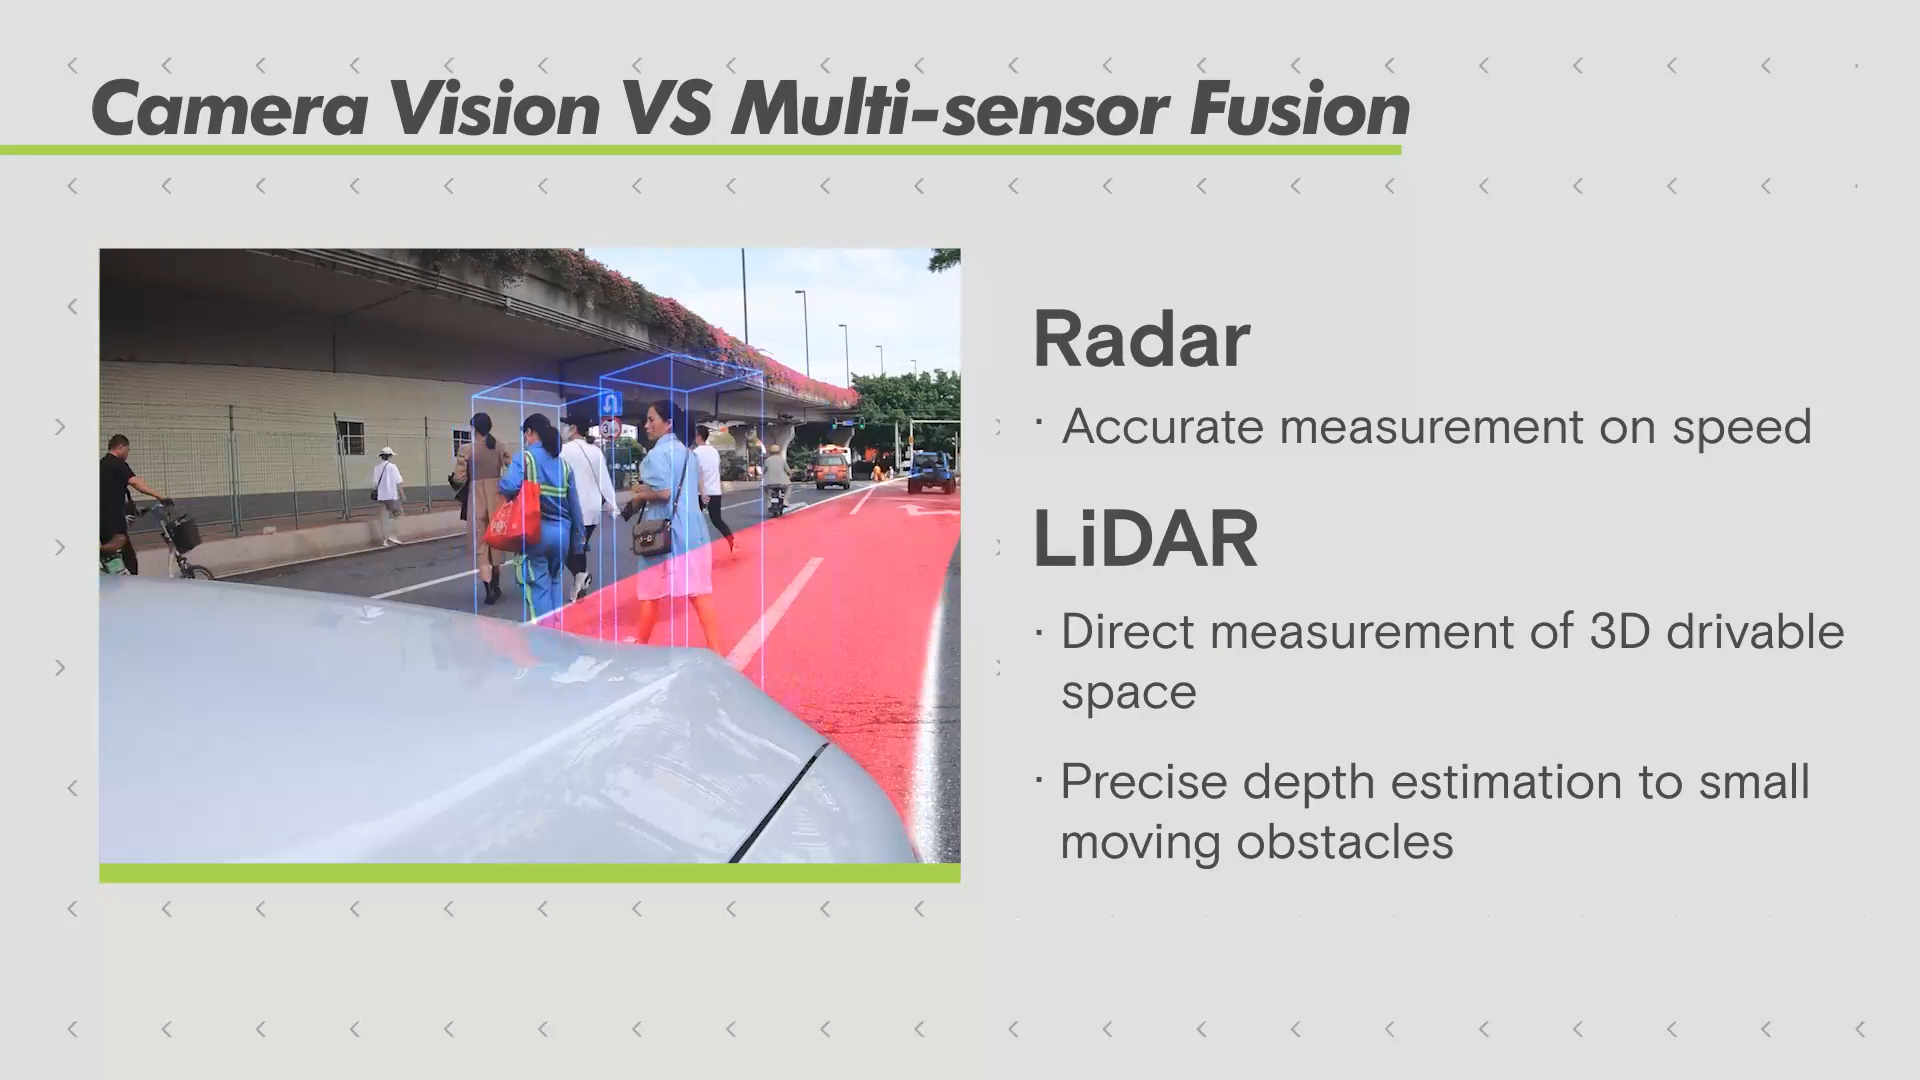 Camera Vision VS Multi-sensor Fusion
Radar
· Accurate measurement on speed
LiDAR
· Direct measurement of 3D drivable
space
· Precise depth estimation to small
moving obstacles